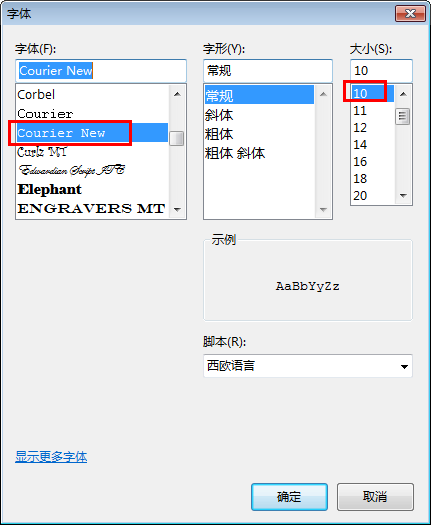 字体
字体(F):
Courier New
Corbel
Courier
Courier New
Curlz MT
Edwardian Script ITC
Elephant
ENGRAVERS MT
字形(Y):
常规
常规
斜体
粗体
粗体 斜体
大小(S):
10
10
11
12
14
16
18
20
示例
AaBbYyZz
脚本(R):
西欧语言
显示更多字体
确定
取消